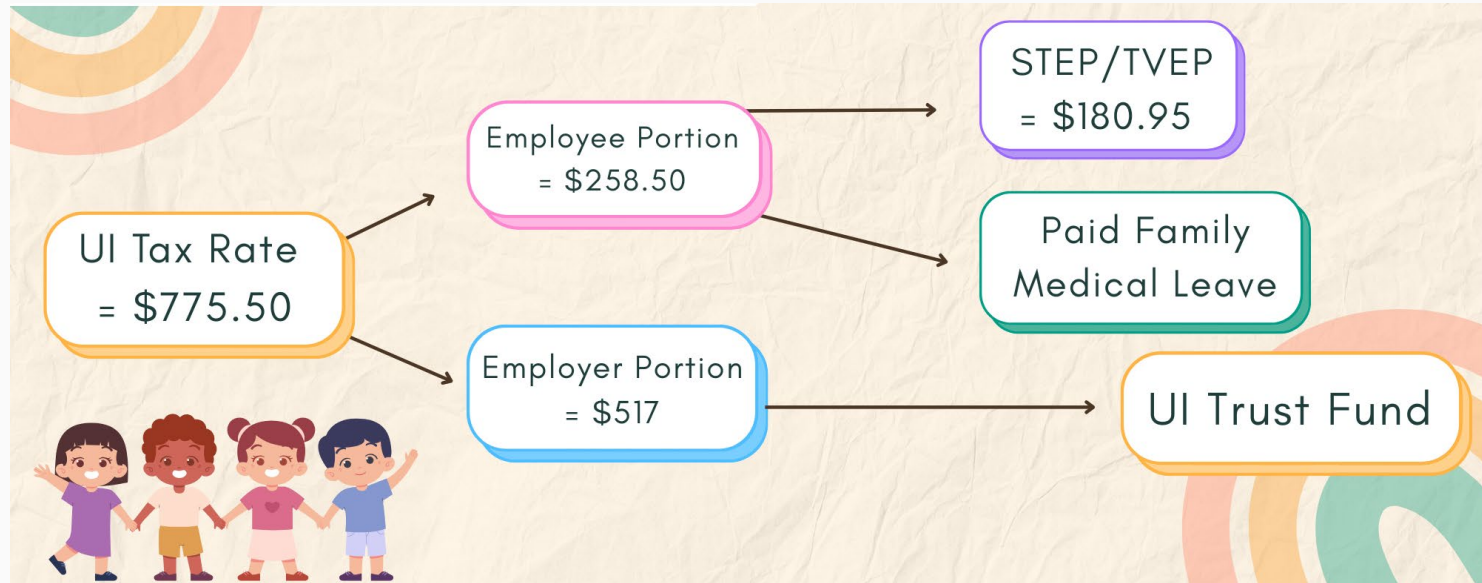 UI Tax Rate
= $775.50
Employee Portion
= $258.50
Employer Portion
= $517
STEP/TVEP
= $180.95
Paid Family
Medical Leave
UI Trust Fund